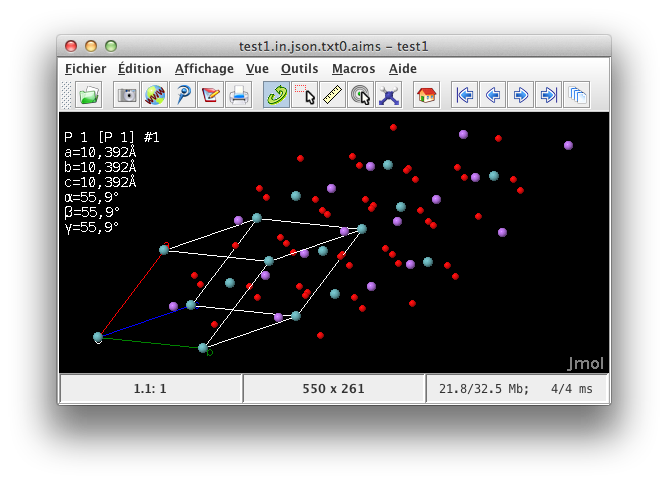 test1.in.json.txt0.aims – test1
Fichier Édition Affichage Vue Outils Macros Aide
P 1 [P 1] #1
a=10,392Å
b=10,392Å
c=10,392Å
α=55,9°
β=55,9°
γ=55,9°
b
Jmol
1.1: 1 550 x 261 21.8/32.5 Mb; 4/4 ms